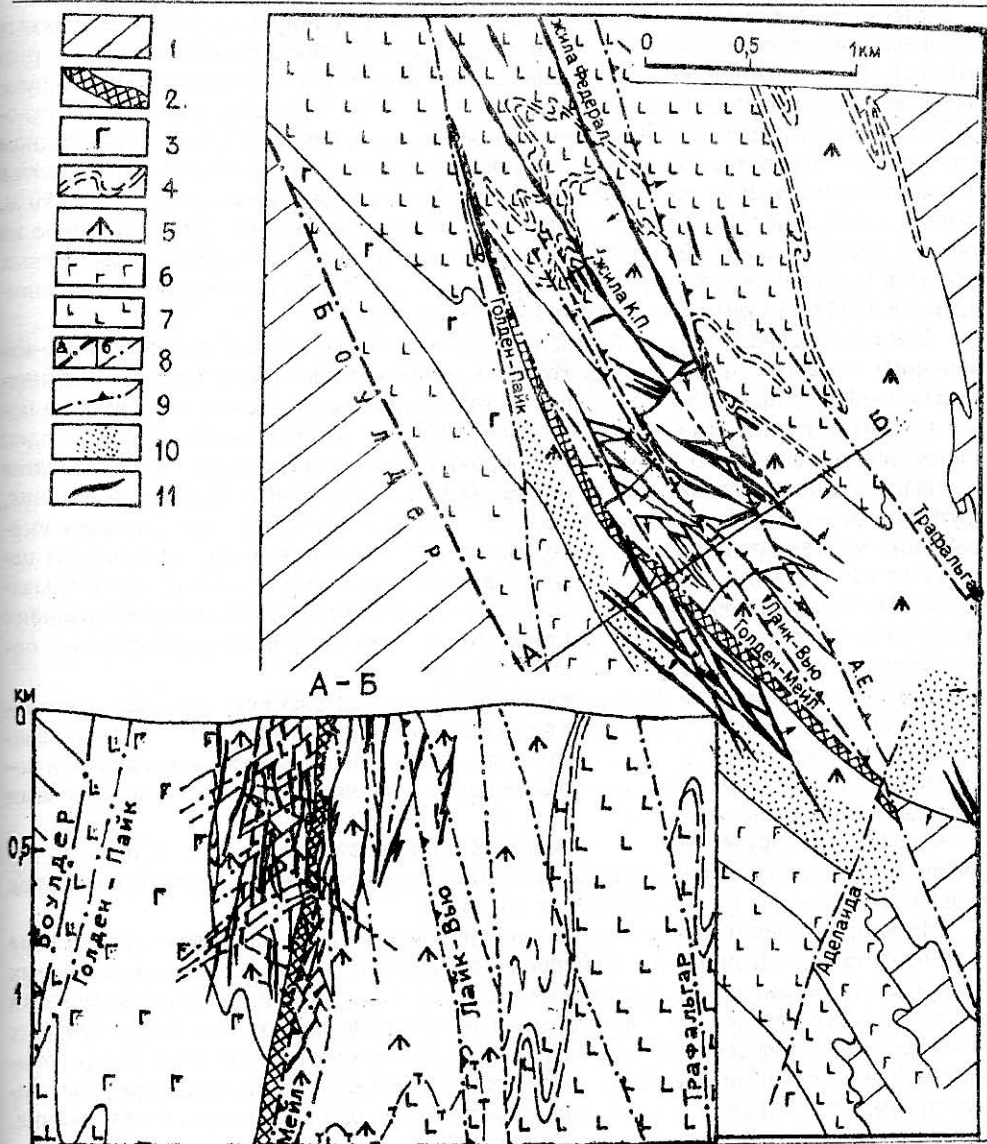 1
2.
3
4
5
6
7
8
9
10
11
а б
0 0,5 1км
жила Федерал
жила К.П.
Голден-Пайк
Боулдер
Ю
Трафальгар
А
Лайк-Вью
Голден-Мейл
А.Е.
Аделаида
А-Б
км
0
0,5
1
Боулдер
Голден-Пайк
Мейл
Лайк-Вью
Трафальгар